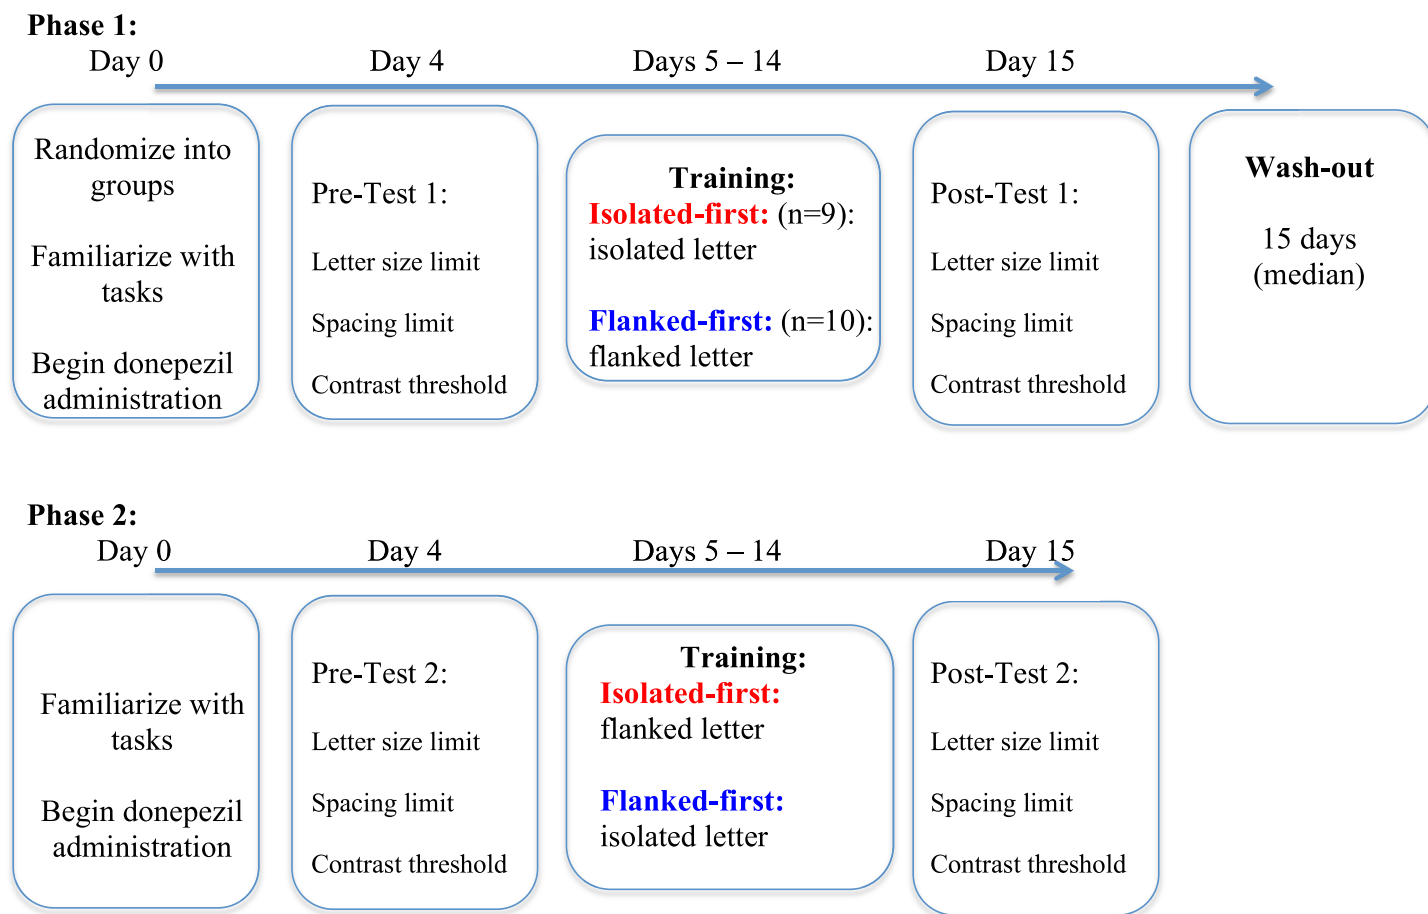 Phase 1:
Day 0
Day 4
Days 5 – 14
Day 15
Randomize into
groups
Familiarize with
tasks
Begin donepezil
administration
Pre-Test 1:
Letter size limit
Spacing limit
Contrast threshold
Training:
Isolated-first: (n=9):
isolated letter
Flanked-first: (n=10):
flanked letter
Post-Test 1:
Letter size limit
Spacing limit
Contrast threshold
Wash-out
15 days
(median)
Phase 2:
Day 0
Day 4
Days 5 – 14
Day 15
Familiarize with
tasks
Begin donepezil
administration
Pre-Test 2:
Letter size limit
Spacing limit
Contrast threshold
Training:
Isolated-first:
flanked letter
Flanked-first:
isolated letter
Post-Test 2:
Letter size limit
Spacing limit
Contrast threshold